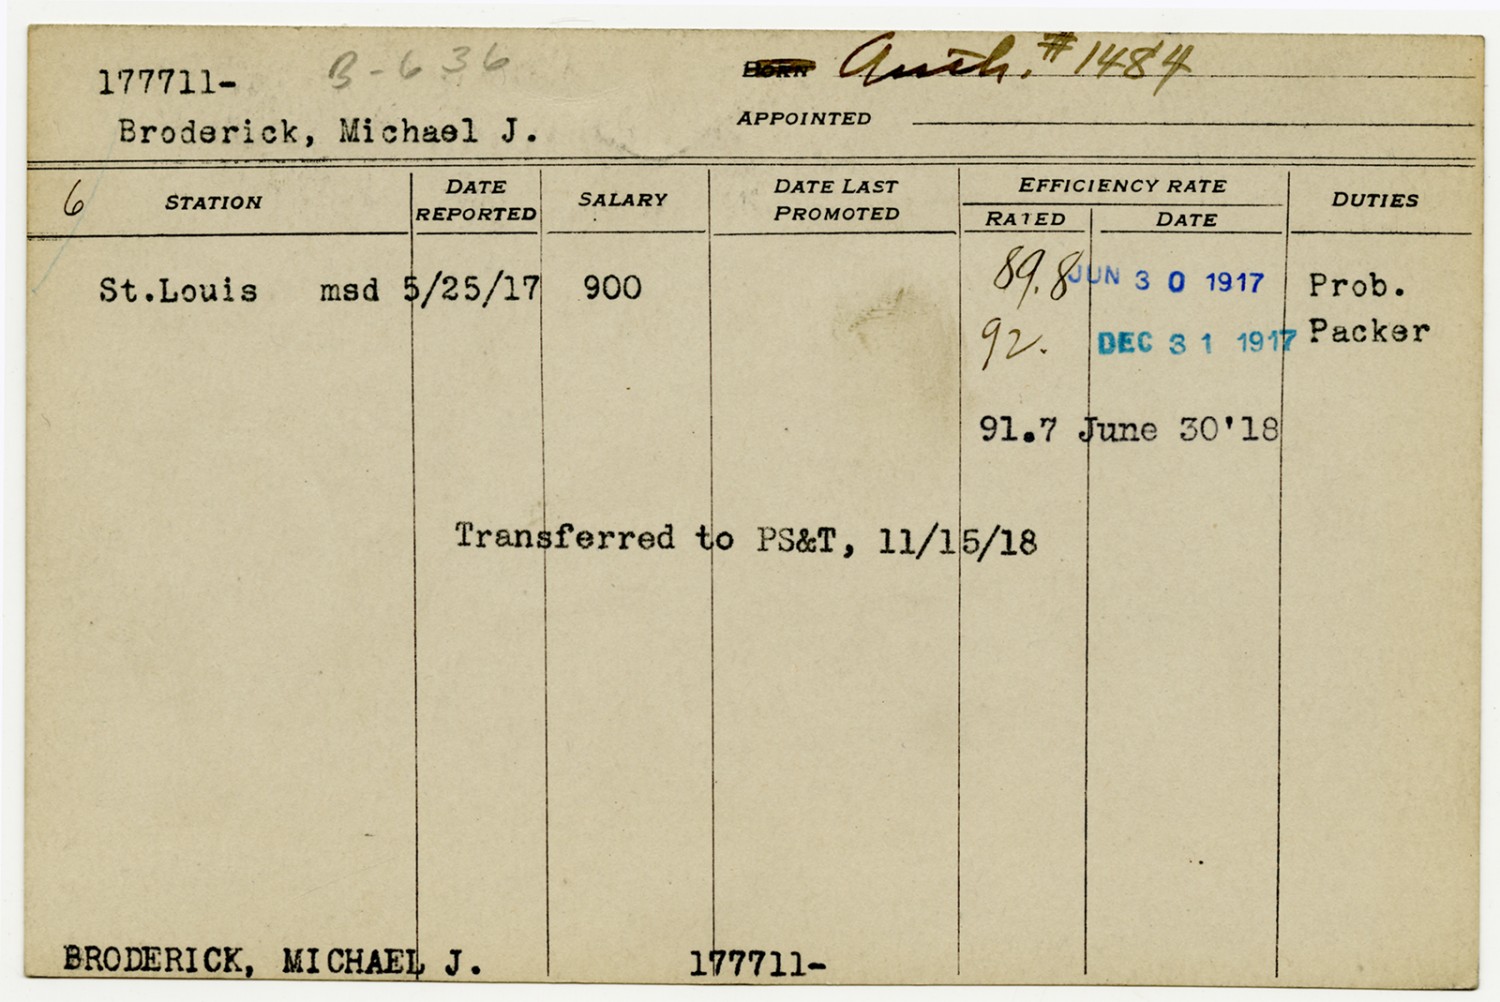 177711-
B-636
Auth. #1484
Broderick, Michael J.
APPOINTED
6
STATION
DATE REPORTED
SALARY
DATE LAST PROMOTED
EFFICIENCY RATE
RATED
DATE
DUTIES
St.Louis msd 5/25/17 900 89.8 JUN 30 1917 Prob.
92. DEC 31 1917 Packer
91.7 June 30'18
Transferred to PS&T, 11/15/18
BRODERICK, MICHAEL J. 177711-